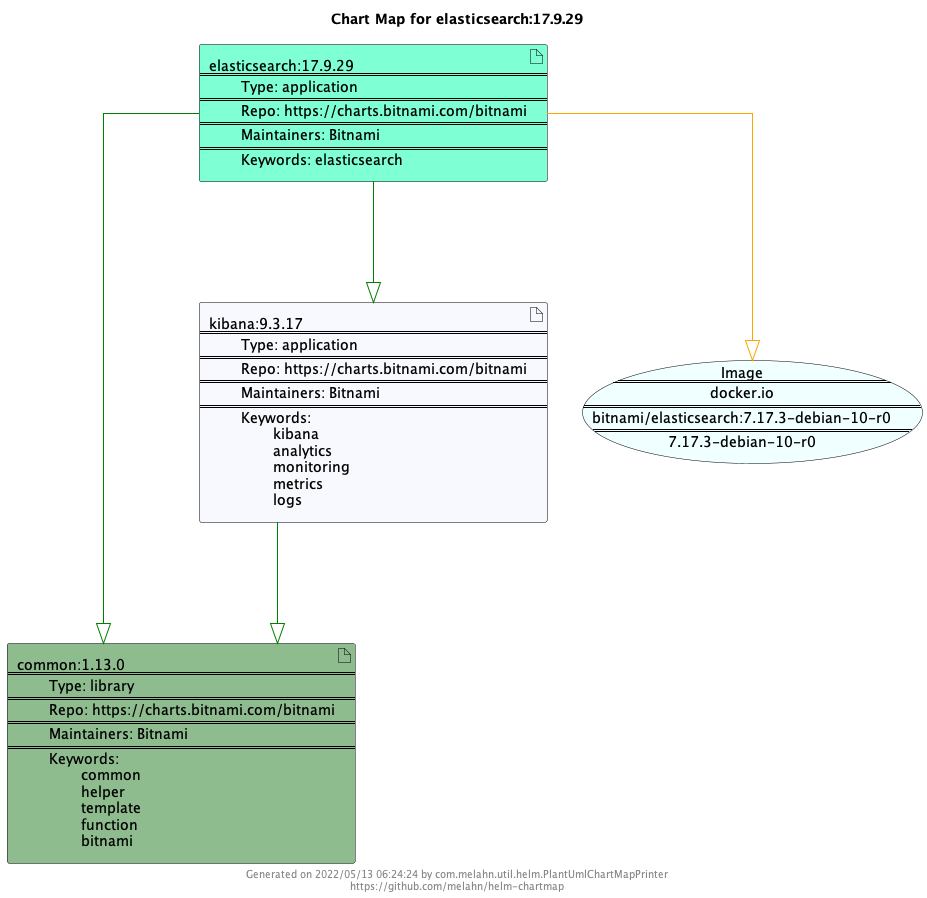 Chart Map for elasticsearch:17.9.29
elasticsearch:17.9.29
Type: application
Repo: https://charts.bitnami.com/bitnami
Maintainers: Bitnami
Keywords: elasticsearch
kibana:9.3.17
Type: application
Repo: https://charts.bitnami.com/bitnami
Maintainers: Bitnami
Keywords:
kibana
analytics
monitoring
metrics
logs
Image
docker.io
bitnami/elasticsearch:7.17.3-debian-10-r0
7.17.3-debian-10-r0
common:1.13.0
Type: library
Repo: https://charts.bitnami.com/bitnami
Maintainers: Bitnami
Keywords:
common
helper
template
function
bitnami
Generated on 2022/05/13 06:24:24 by com.melahn.util.helm.PlantUmlChartMapPrinter
https://github.com/melahn/helm-chartmap